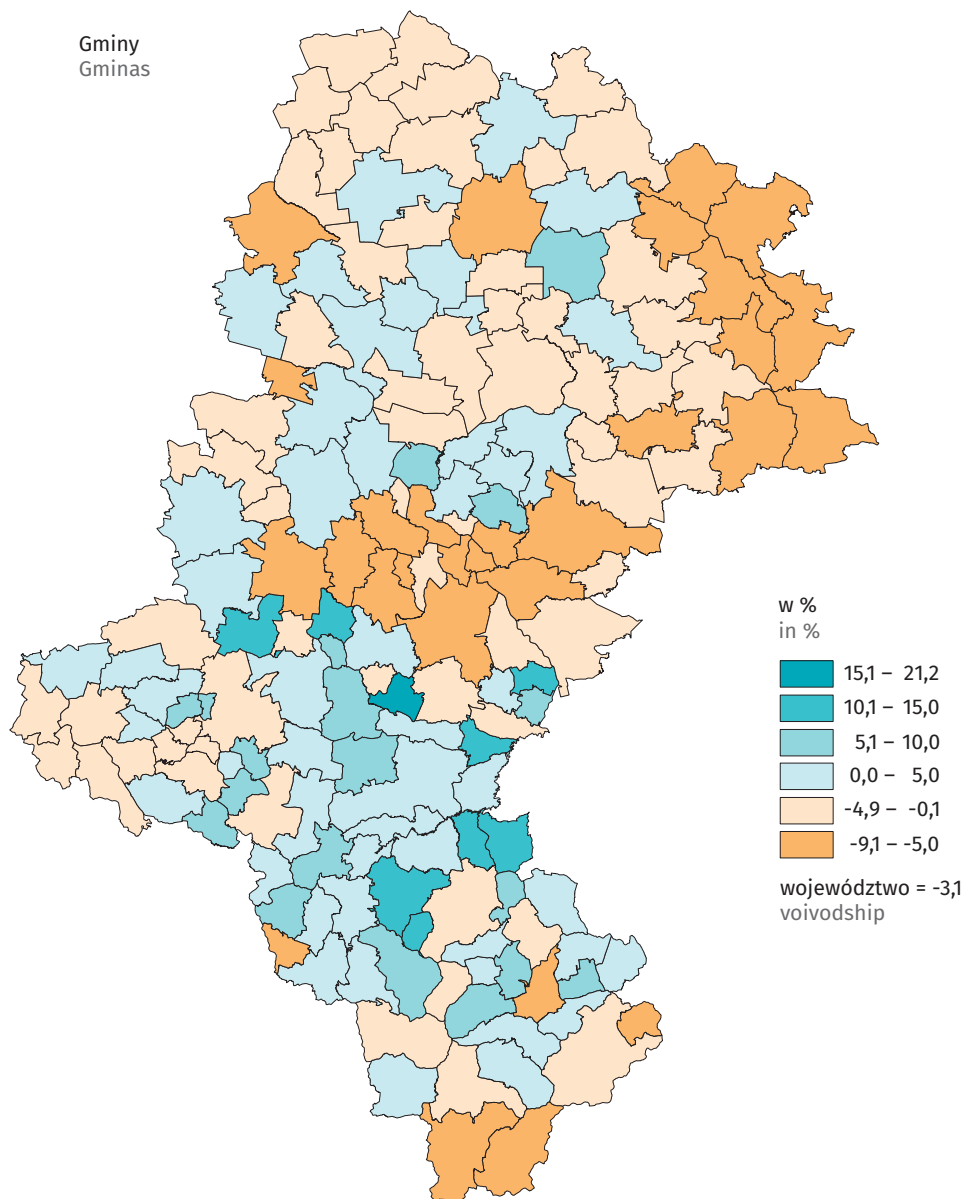 Gminy
Gminas
w %
in %
15,1 – 21,2
10,1 – 15,0
5,1 – 10,0
0,0 – 5,0
-4,9 – -0,1
-9,1 – -5,0
województwo = -3,1
voivodship